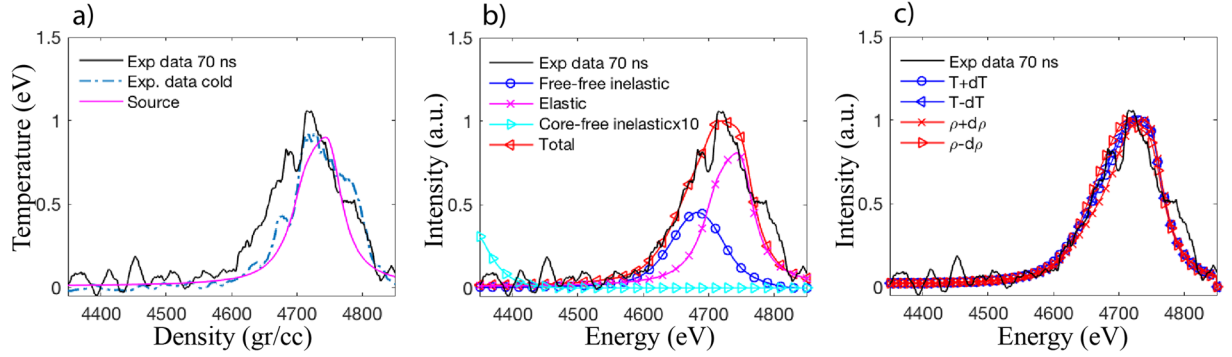 a)
1.5
1
0.5
0
Temperature (eV)
Exp data 70 ns
Exp. data cold
Source
4400 4500 4600 4700 4800
Density (gr/cc)
b)
1.5
1
0.5
0
Intensity (a.u.)
Exp data 70 ns
Free-free inelastic
Elastic
Core-free inelasticx10
Total
4400 4500 4600 4700 4800
Energy (eV)
c)
1.5
1
0.5
0
Intensity (a.u.)
Exp data 70 ns
T+dT
T-dT
ρ+dρ
ρ-dρ
4400 4500 4600 4700 4800
Energy (eV)